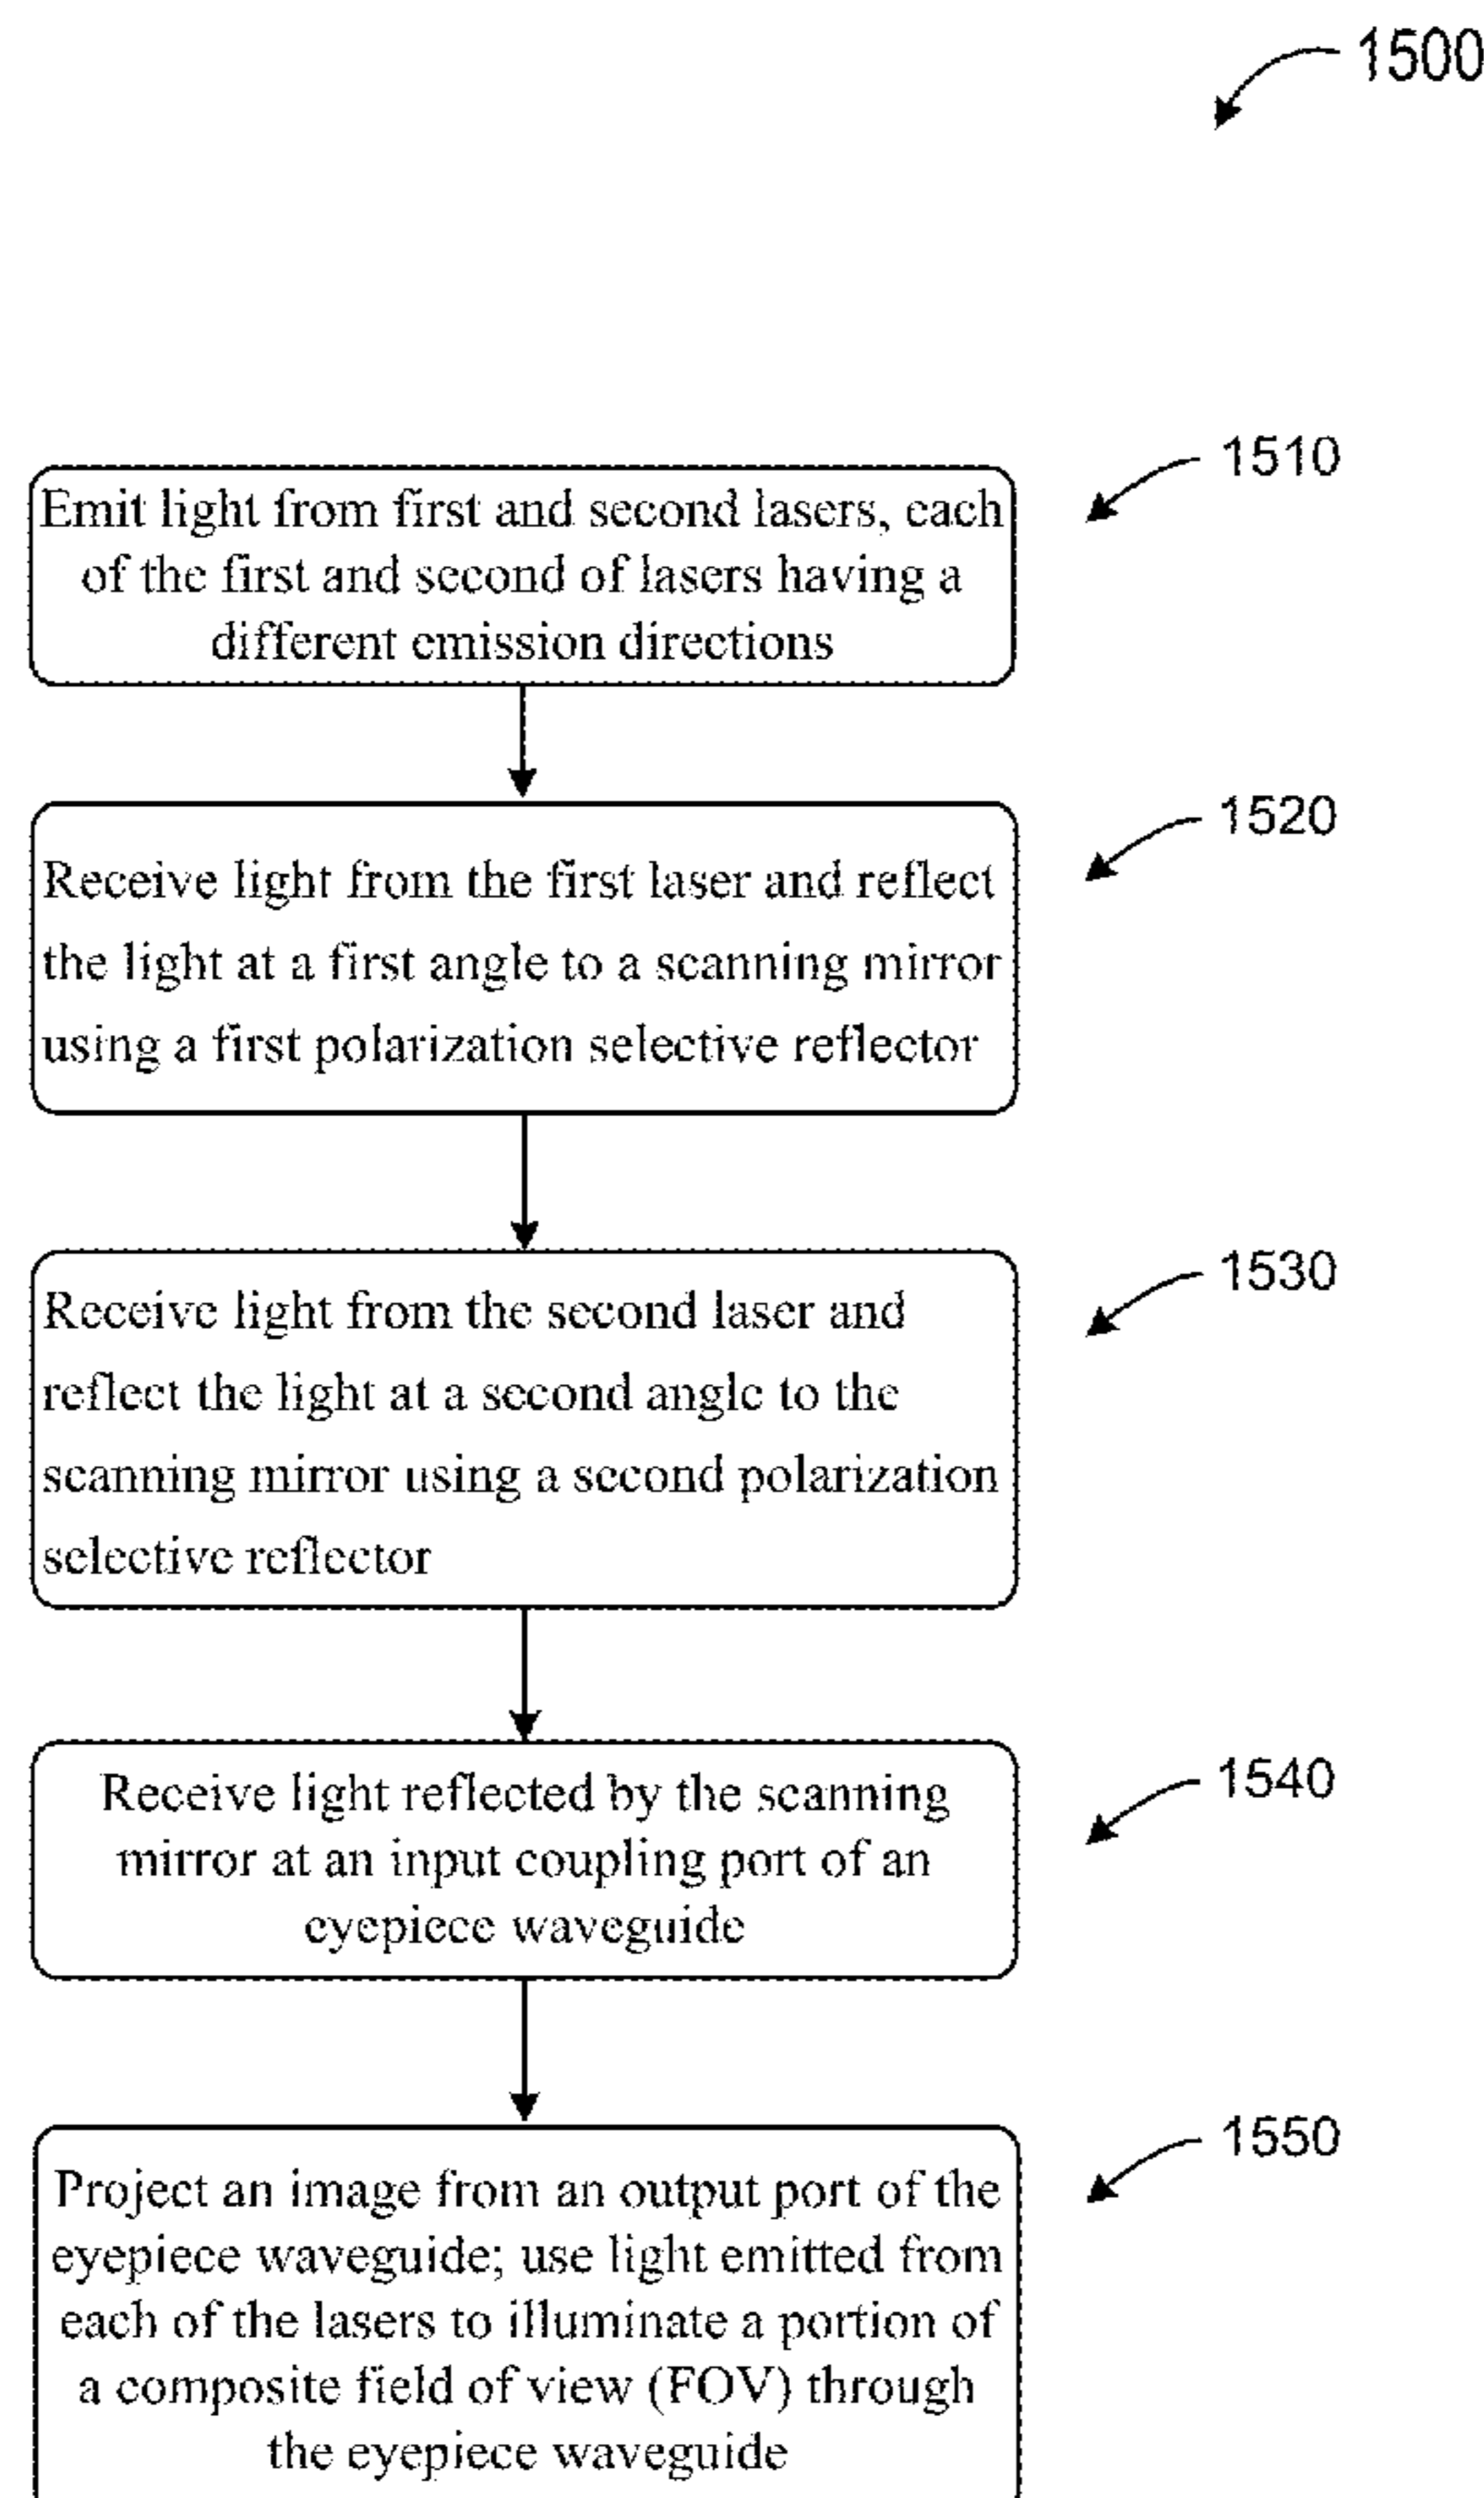 1500
1510
Emit light from first and second lasers, each
of the first and second of lasers having a
different emission directions
1520
Receive light from the first laser and reflect
the light at a first angle to a scanning mirror
using a first polarization selective reflector
1530
Receive light from the second laser and
reflect the light at a second angle to the
scanning mirror using a second polarization
selective reflector
1540
Receive light reflected by the scanning
mirror at an input coupling port of an
eyepiece waveguide
1550
Project an image from an output port of the
eyepiece waveguide; use light emitted from
each of the lasers to illuminate a portion of
a composite field of view (FOV) through
the eyepiece waveguide